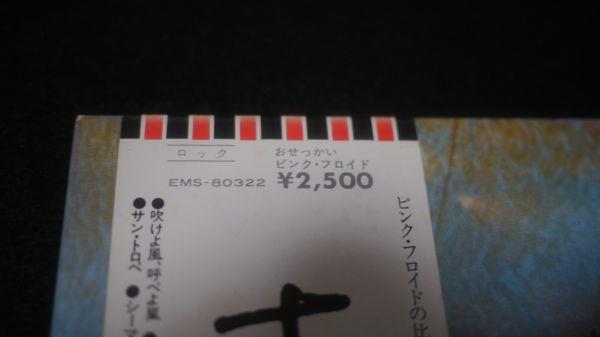 ロック
おせっかい
ピンク・フロイド
EMS-80322 ¥2,500
ピンク・フロイドの比
●吹けよ風、呼べよ嵐
●サン・トロペ
●シーマ